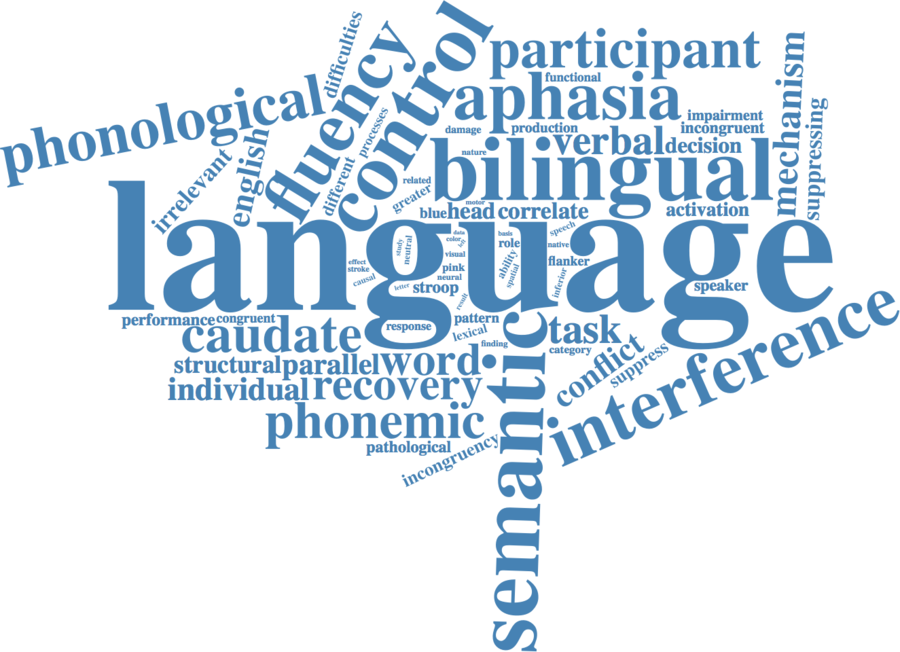 difficulties
control
participant
mechanism
fluency
functional
phonological
aphasia
processes
suppressing
impairment
damage
production
incongruent
english
verbal
decision
irrelevant
different
nature
bilingual
related
greater
motor
blue
head
correlate
activation
language
speech
data
basis
color
key
study
neutral
role
native
visual
ability
effect
pink
flanker
stroke
spatial
neural
causal
inferior
letter
stroop
speaker
result
performance
congruent
response
pattern
caudate
lexical
task
finding
category
conflict
interference
structural
parallel
word
suppress
individual
recovery
semantic
phonemic
pathological
incongruency